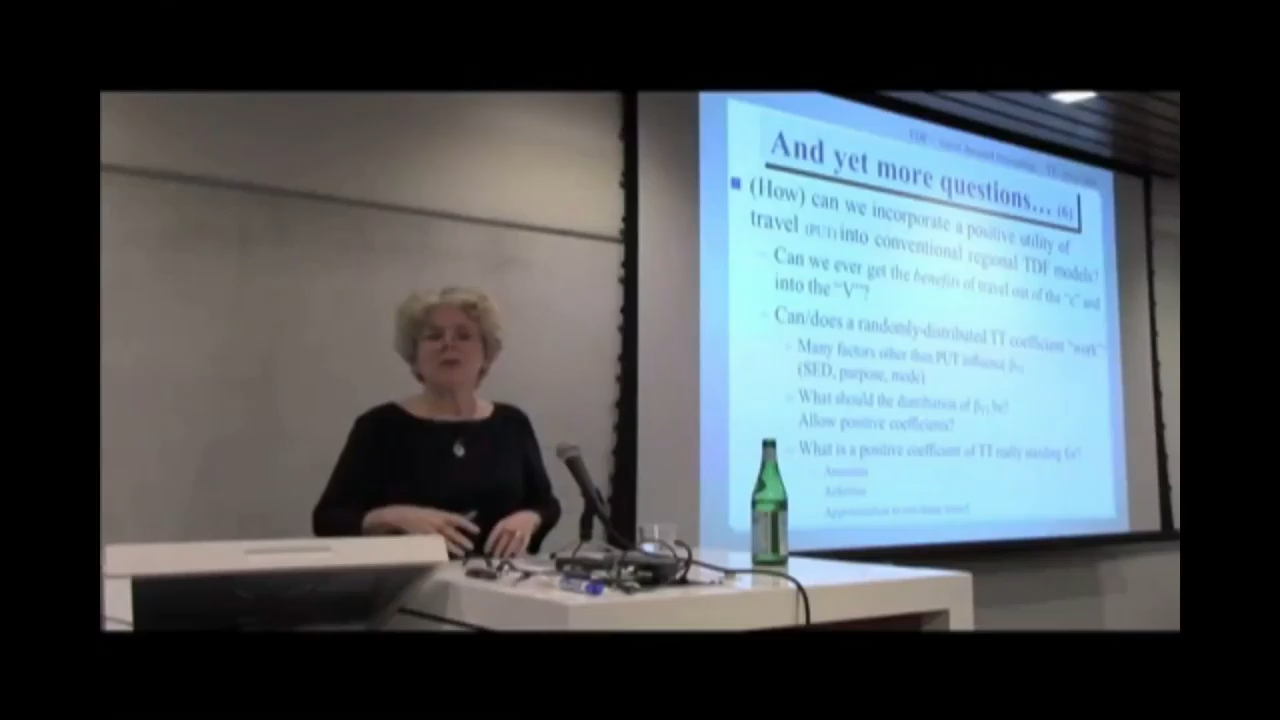 And yet more questions... (6)
(How) can we incorporate a positive utility of
travel (PUT) into conventional regional TDF models?
Can we ever get the benefits of travel out of the "ε" and
into the "V"?
Can/does a randomly-distributed TT coefficient "work"
Many factors other than PUT influence β
(SED, purpose, mode)
What should the distribution of β be?
Allow positive coefficients?
What is a positive coefficient of TT really standing for?
Amenities
Activities